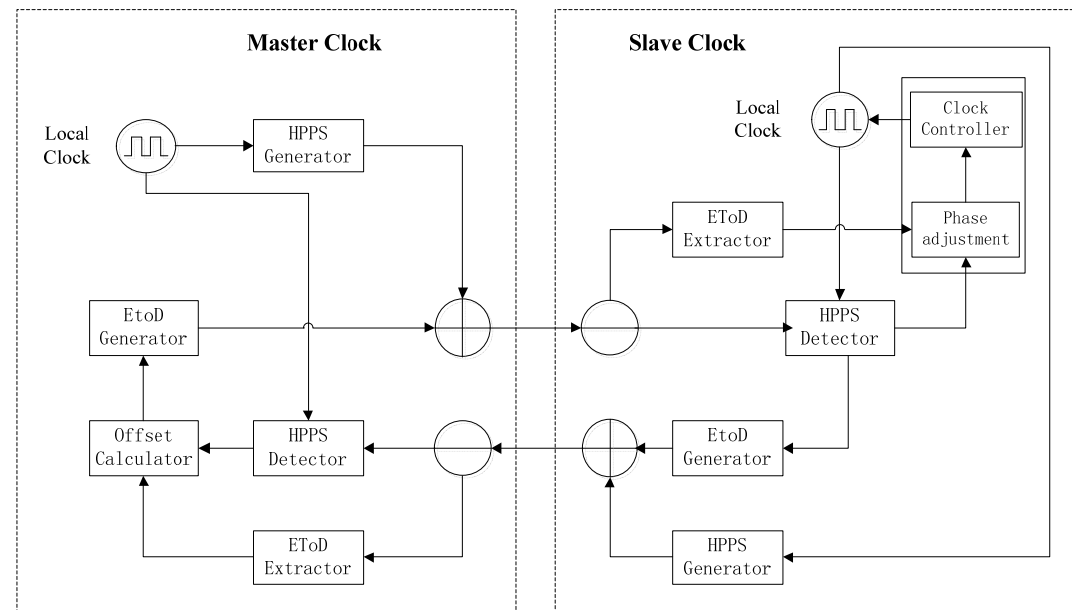 Master Clock
Local
Clock
HPPS
Generator
EtoD
Generator
Offset
Calculator
HPPS
Detector
EToD
Extractor
Slave Clock
Local
Clock
Clock
Controller
EToD
Extractor
Phase
adjustment
HPPS
Detector
EtoD
Generator
HPPS
Generator